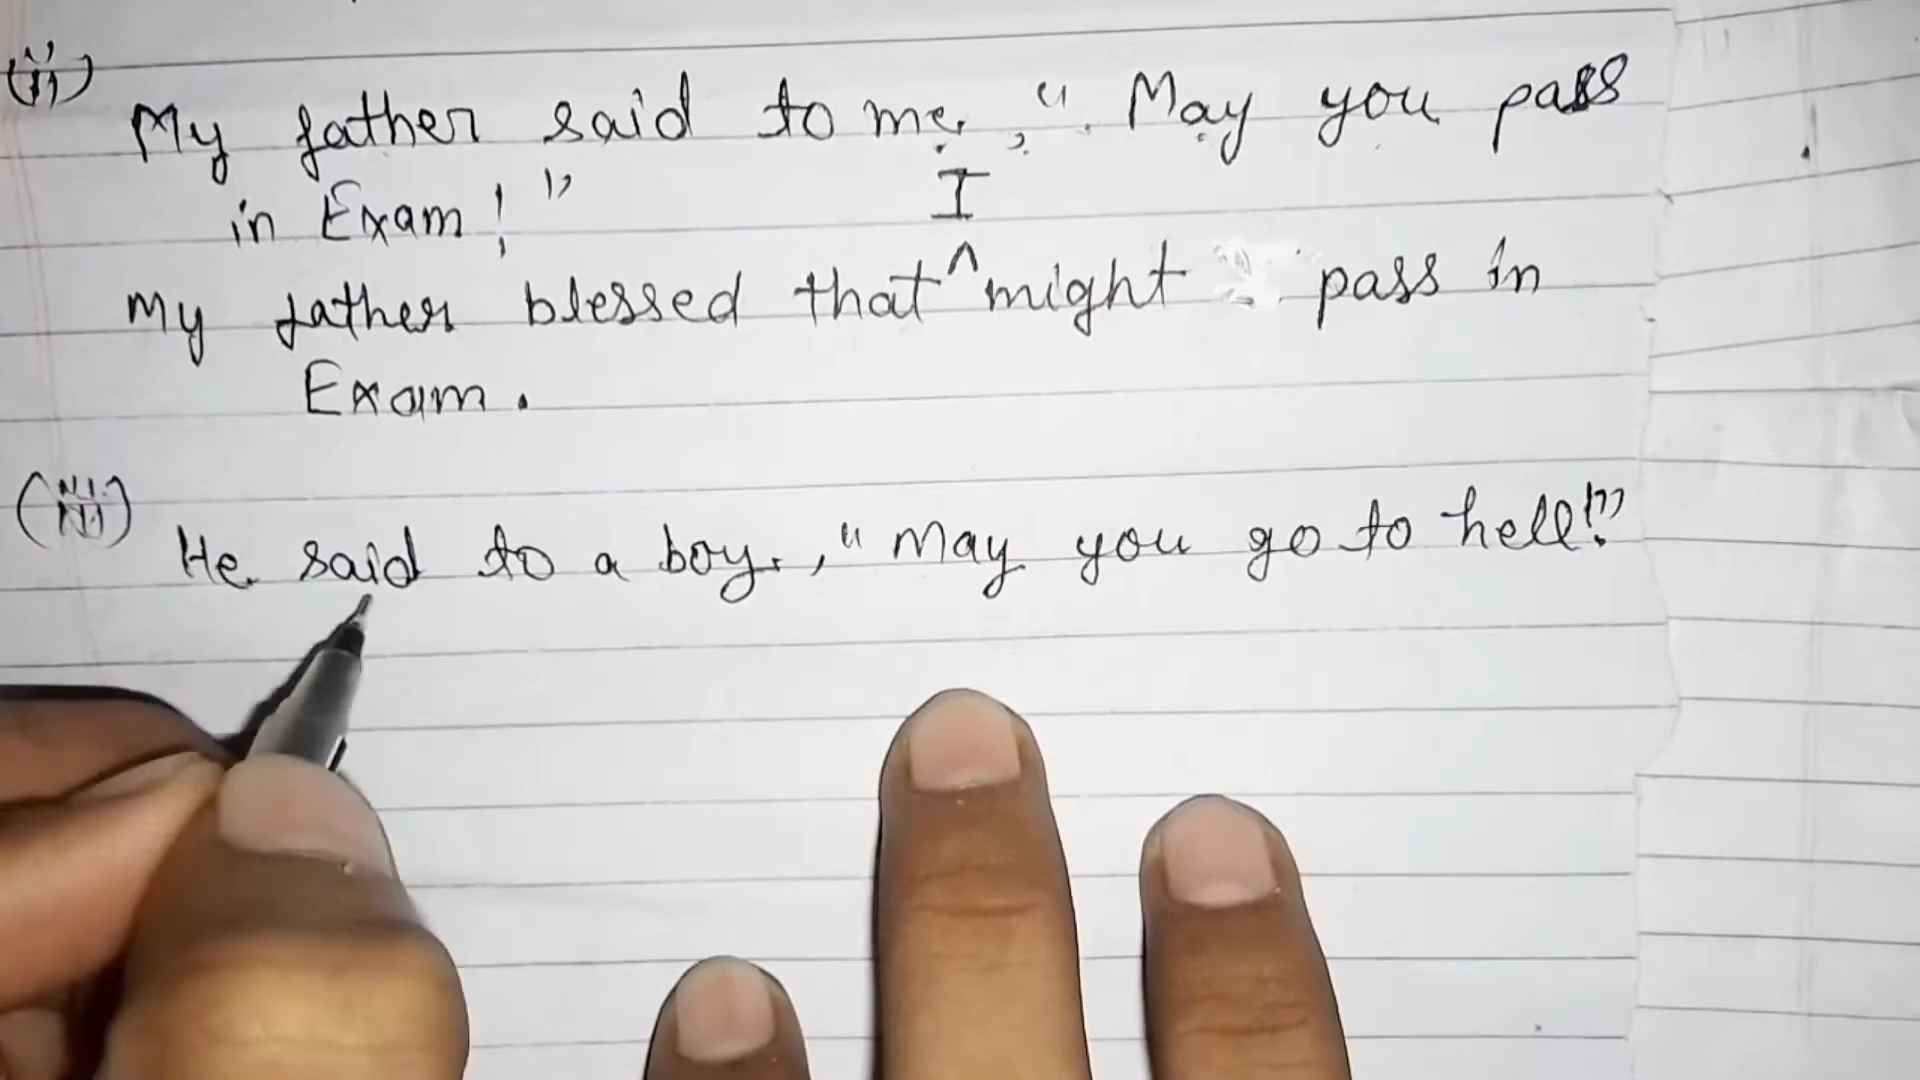 (ii) My father said to me, " May you pass
in Exam! "
I
My father blessed that ^ might pass in
Exam.
(iii) He said to a boy, " May you go to hell!"